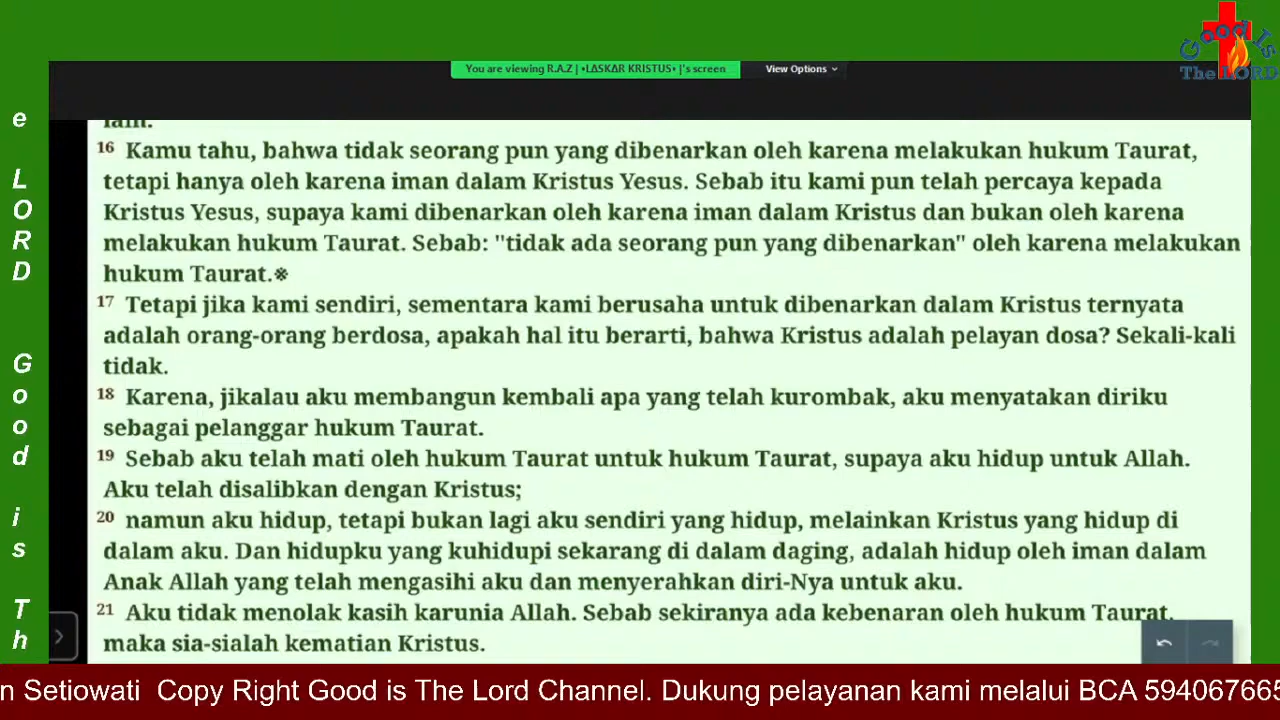 Good Is
The LORD
You are viewing R.A.Z | •LΔSKΔR KRISTUS• |'s screen View Options
lain.
16 Kamu tahu, bahwa tidak seorang pun yang dibenarkan oleh karena melakukan hukum Taurat,
tetapi hanya oleh karena iman dalam Kristus Yesus. Sebab itu kami pun telah percaya kepada
Kristus Yesus, supaya kami dibenarkan oleh karena iman dalam Kristus dan bukan oleh karena
melakukan hukum Taurat. Sebab: "tidak ada seorang pun yang dibenarkan" oleh karena melakukan
hukum Taurat.※
17 Tetapi jika kami sendiri, sementara kami berusaha untuk dibenarkan dalam Kristus ternyata
adalah orang-orang berdosa, apakah hal itu berarti, bahwa Kristus adalah pelayan dosa? Sekali-kali
tidak.
18 Karena, jikalau aku membangun kembali apa yang telah kurombak, aku menyatakan diriku
sebagai pelanggar hukum Taurat.
19 Sebab aku telah mati oleh hukum Taurat untuk hukum Taurat, supaya aku hidup untuk Allah.
Aku telah disalibkan dengan Kristus;
20 namun aku hidup, tetapi bukan lagi aku sendiri yang hidup, melainkan Kristus yang hidup di
dalam aku. Dan hidupku yang kuhidupi sekarang di dalam daging, adalah hidup oleh iman dalam
Anak Allah yang telah mengasihi aku dan menyerahkan diri-Nya untuk aku.
21 Aku tidak menolak kasih karunia Allah. Sebab sekiranya ada kebenaran oleh hukum Taurat,
maka sia-sialah kematian Kristus.
e LORD Good is Th
n Setiowati Copy Right Good is The Lord Channel. Dukung pelayanan kami melalui BCA 594067665